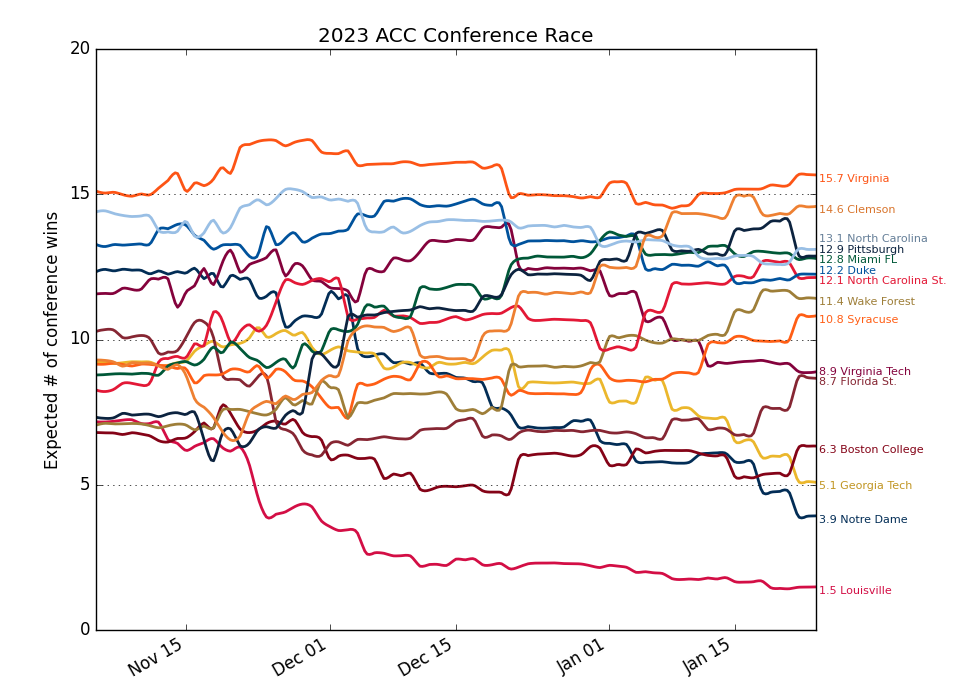 2023 ACC Conference Race
Expected # of conference wins
20
15
10
5
0
Nov 15
Dec 01
Dec 15
Jan 01
Jan 15
15.7 Virginia
14.6 Clemson
13.1 North Carolina
12.9 Pittsburgh
12.8 Miami FL
12.2 Duke
12.1 North Carolina St.
11.4 Wake Forest
10.8 Syracuse
8.9 Virginia Tech
8.7 Florida St.
6.3 Boston College
5.1 Georgia Tech
3.9 Notre Dame
1.5 Louisville